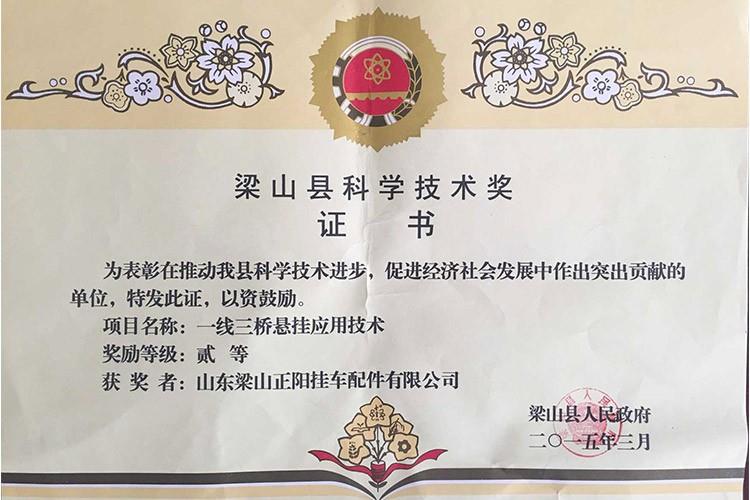 梁山县科学技术奖
证 书
为表彰在推动我县科学技术进步，促进经济社会发展中作出突出贡献的
单位，特发此证，以资鼓励。
项目名称：一线三桥悬挂应用技术
奖励等级：贰 等
获 奖 者：山东梁山正阳挂车配件有限公司
梁山县人民政府
二〇一五年三月